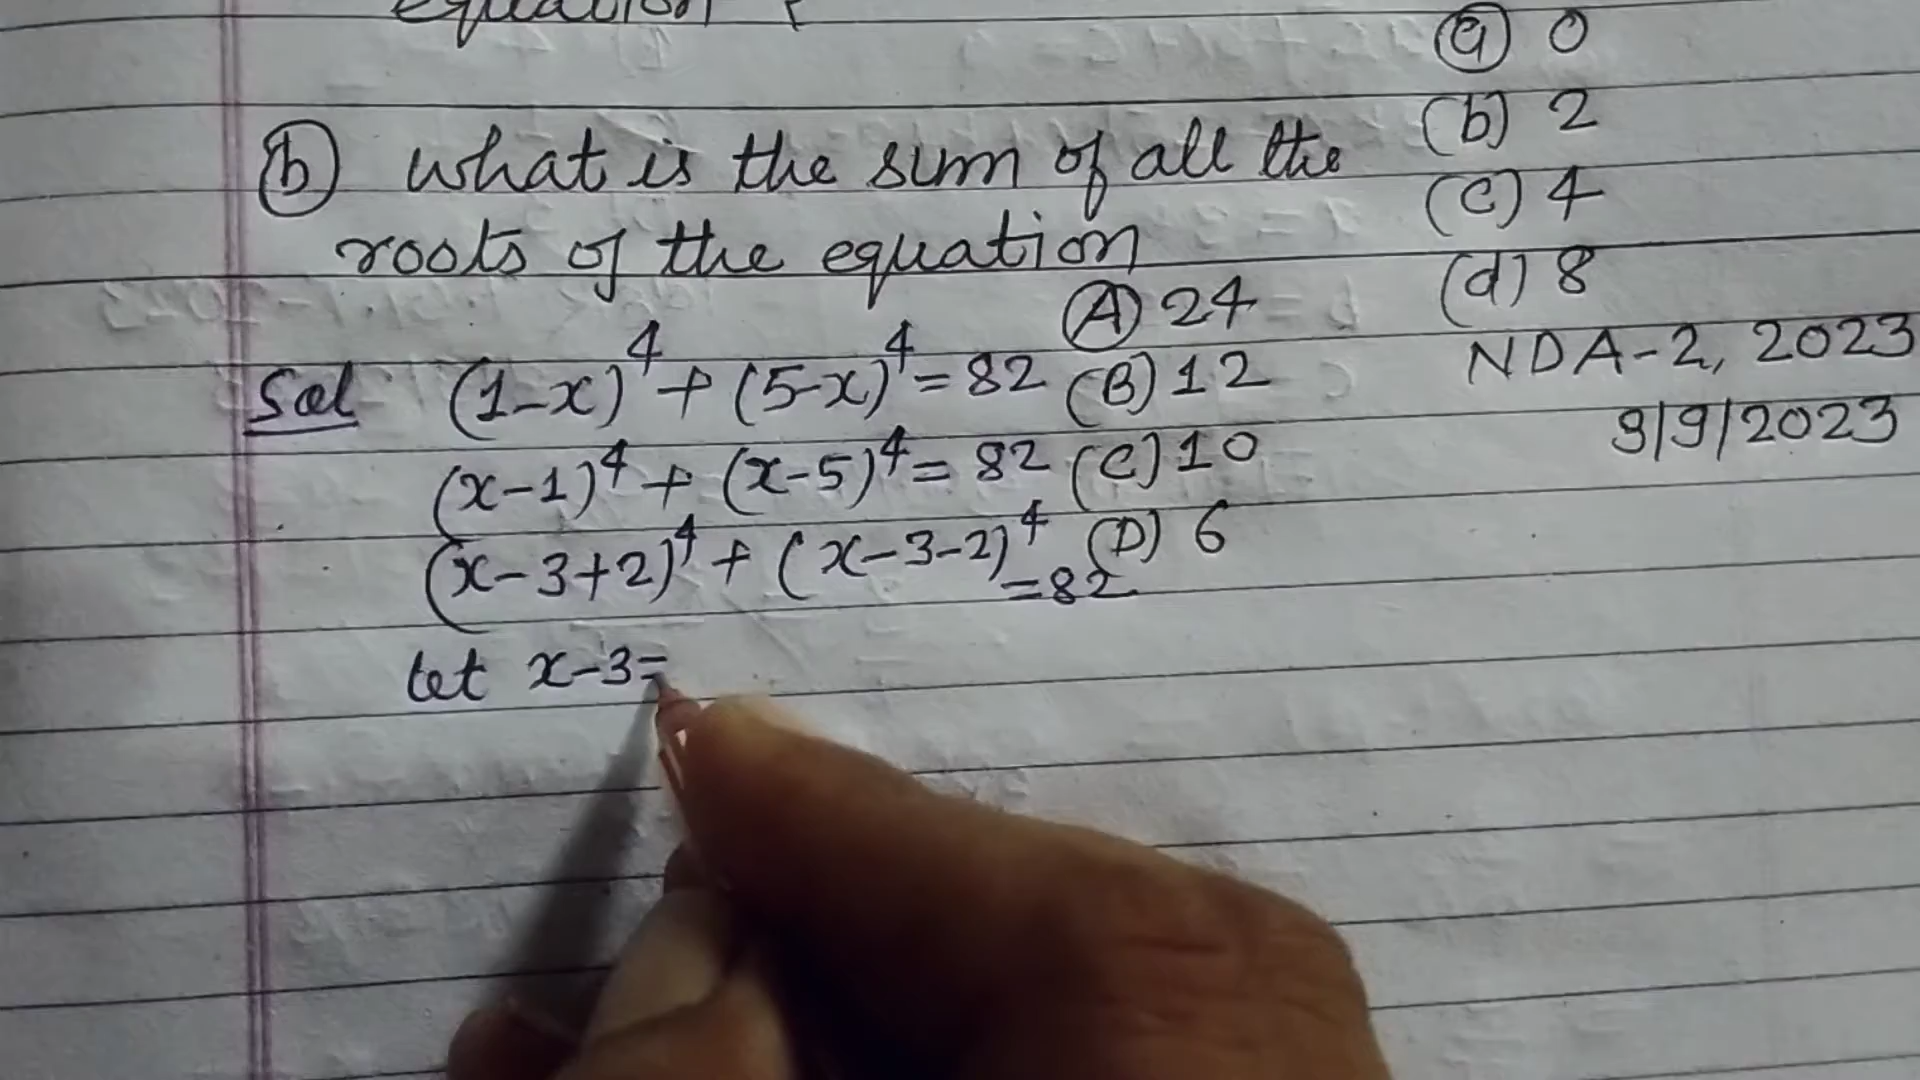 equation ?
(a) 0
(b) what is the sum of all the
(b) 2
roots of the equation
(c) 4
(A) 24
(d) 8
Sol (1-x)⁴ + (5-x)⁴ = 82
(B) 12
NDA-2, 2023
(x-1)⁴ + (x-5)⁴ = 82
(C) 10
9/9/2023
(x-3+2)⁴ + (x-3-2)⁴
= 82
(D) 6
let x-3=